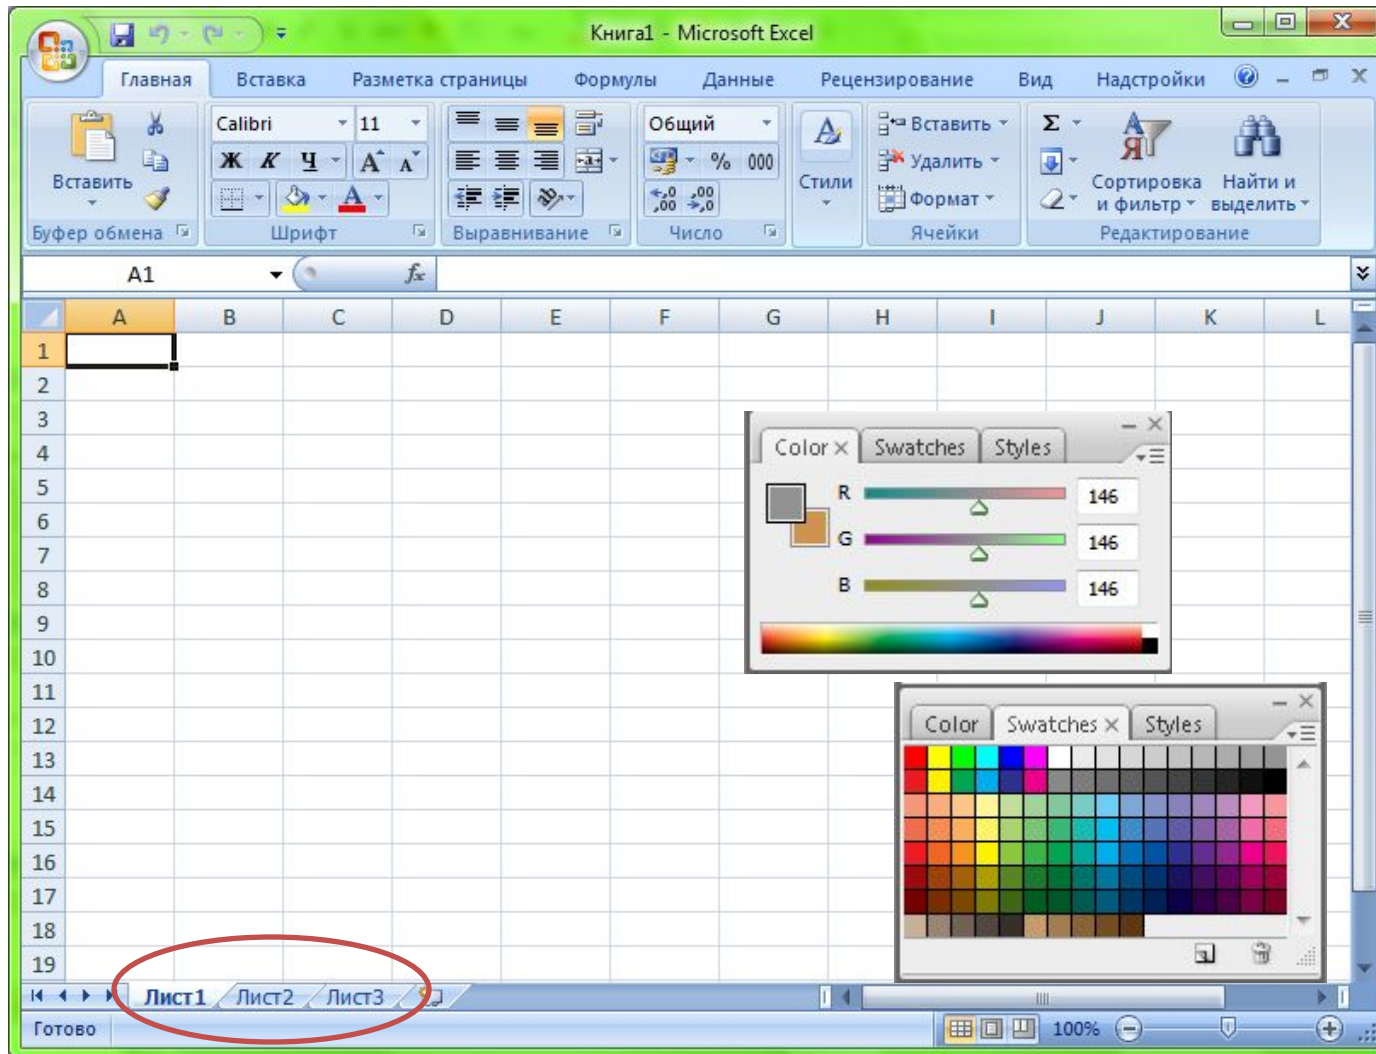 Книга1 - Microsoft Excel
Главная Вставка Разметка страницы Формулы Данные Рецензирование Вид Надстройки
Calibri 11 Общий Вставить
Ж К Ч А А % 000 Удалить
Вставить Стили Формат Сортировка и фильтр Найти и выделить
Буфер обмена Шрифт Выравнивание Число Ячейки Редактирование
A1 fx
A B C D E F G H I J K L
1
2
3
4
5
6
7
8
9
10
11
12
13
14
15
16
17
18
19
Color Swatches Styles
R 146
G 146
B 146
Color Swatches Styles
Лист1 Лист2 Лист3
Готово 100%